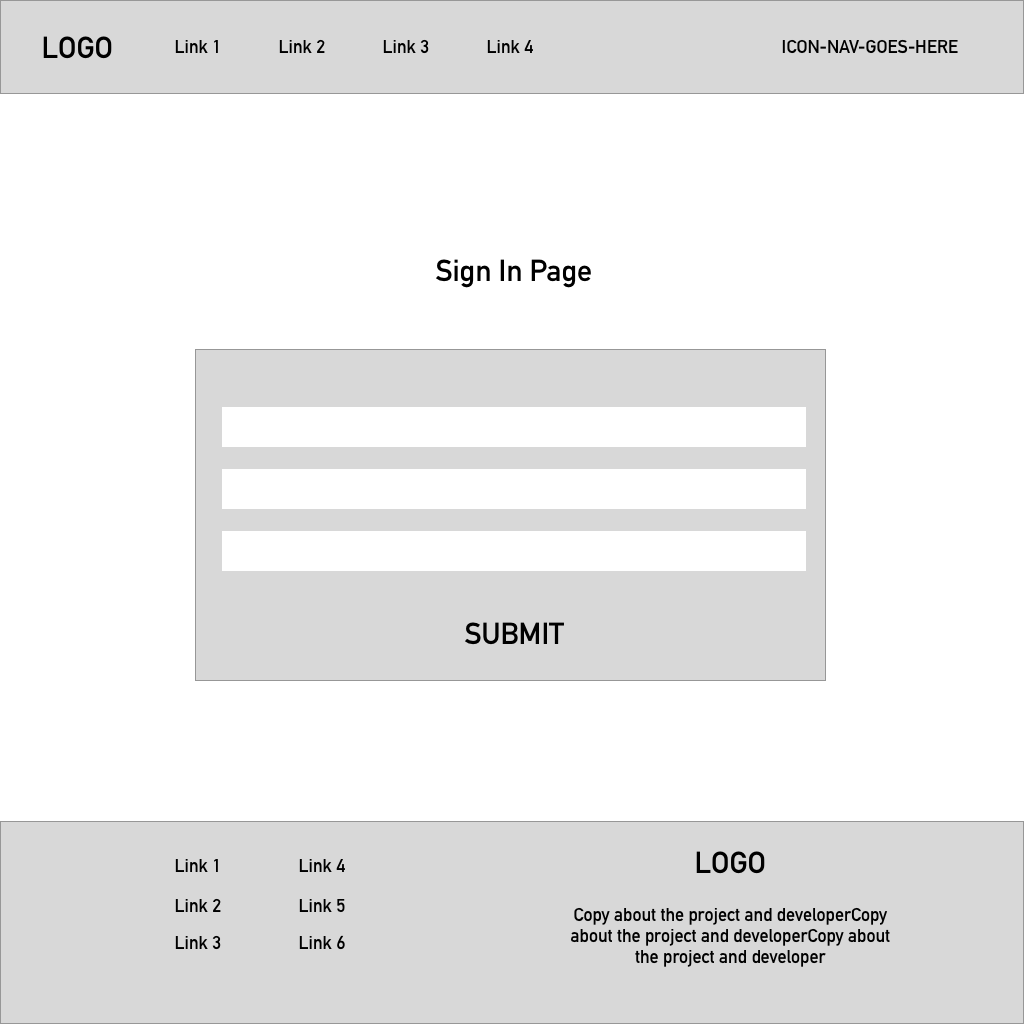 LOGO Link 1 Link 2 Link 3 Link 4 ICON-NAV-GOES-HERE
Sign In Page
SUBMIT
Link 1 Link 4
Link 2 Link 5
Link 3 Link 6
LOGO
Copy about the project and developerCopy
about the project and developerCopy about
the project and developer